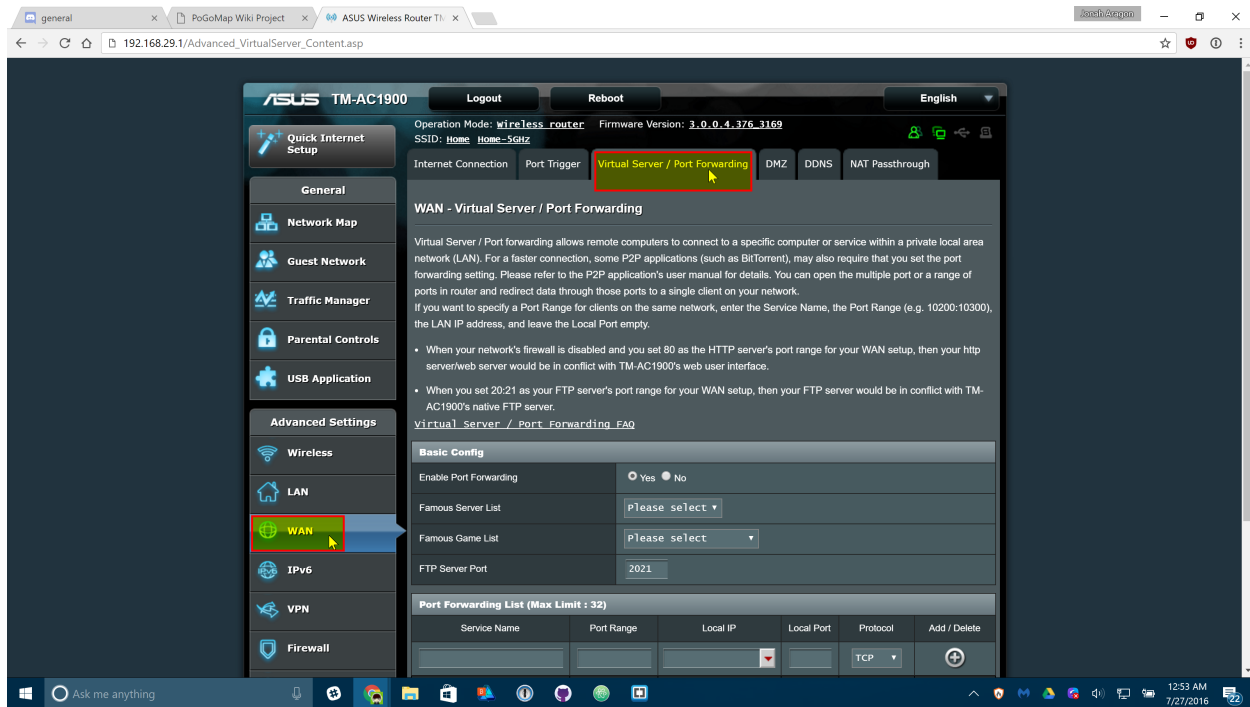 general
PoGoMap Wiki Project
ASUS Wireless Router TM
Jonah Aragon
192.168.29.1/Advanced_VirtualServer_Content.asp
ASUS TM-AC1900
Logout
Reboot
English
Quick Internet
Setup
Operation Mode: Wireless router Firmware Version: 3.0.0.4.376_3169
SSID: Home Home-5GHz
Internet Connection
Port Trigger
Virtual Server / Port Forwarding
DMZ
DDNS
NAT Passthrough
General
Network Map
Guest Network
Traffic Manager
Parental Controls
USB Application
Advanced Settings
Wireless
LAN
WAN
IPv6
VPN
Firewall
WAN - Virtual Server / Port Forwarding
Virtual Server / Port forwarding allows remote computers to connect to a specific computer or service within a private local area
network (LAN). For a faster connection, some P2P applications (such as BitTorrent), may also require that you set the port
forwarding setting. Please refer to the P2P application's user manual for details. You can open the multiple port or a range of
ports in router and redirect data through those ports to a single client on your network.
If you want to specify a Port Range for clients on the same network, enter the Service Name, the Port Range (e.g. 10200:10300),
the LAN IP address, and leave the Local Port empty.
• When your network's firewall is disabled and you set 80 as the HTTP server's port range for your WAN setup, then your http
server/web server would be in conflict with TM-AC1900's web user interface.
• When you set 20:21 as your FTP server's port range for your WAN setup, then your FTP server would be in conflict with TM-
AC1900's native FTP server.
Virtual Server / Port Forwarding FAQ
Basic Config
Enable Port Forwarding Yes No
Famous Server List Please select
Famous Game List Please select
FTP Server Port 2021
Port Forwarding List (Max Limit : 32)
Service Name Port Range Local IP Local Port Protocol Add / Delete
TCP
Ask me anything
12:53 AM
7/27/2016
22